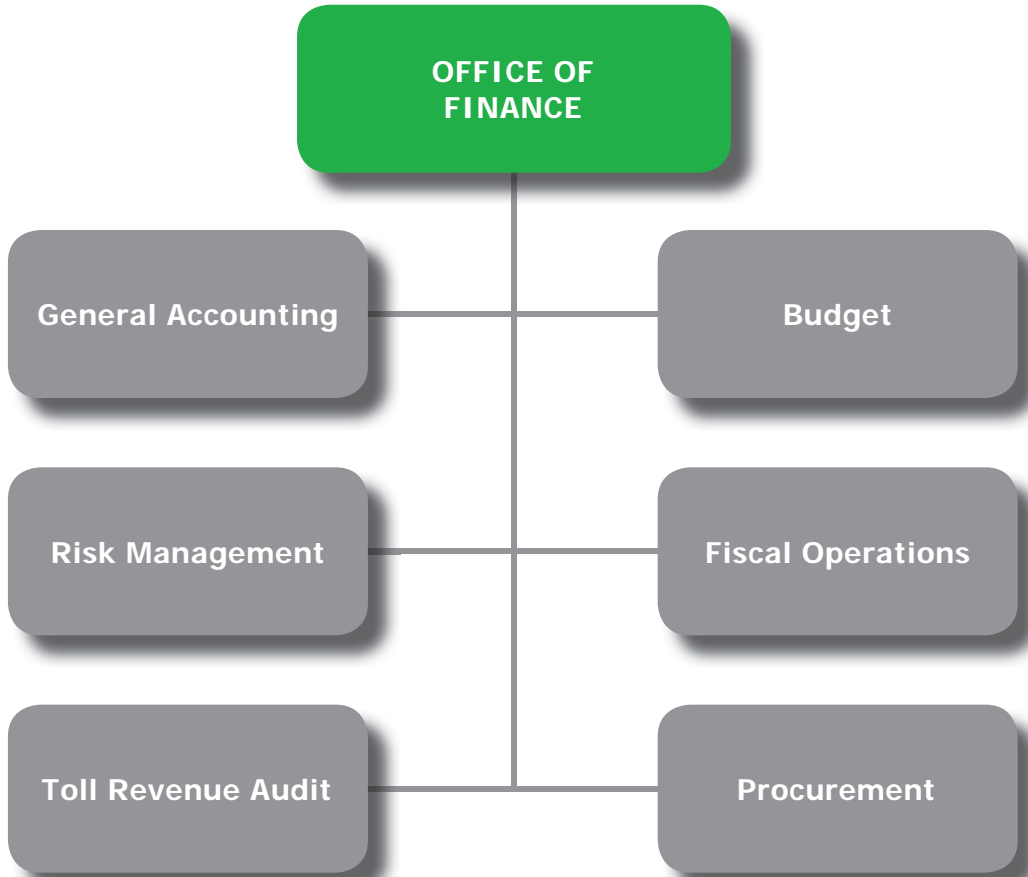 OFFICE OF
FINANCE
General Accounting
Budget
Risk Management
Fiscal Operations
Toll Revenue Audit
Procurement